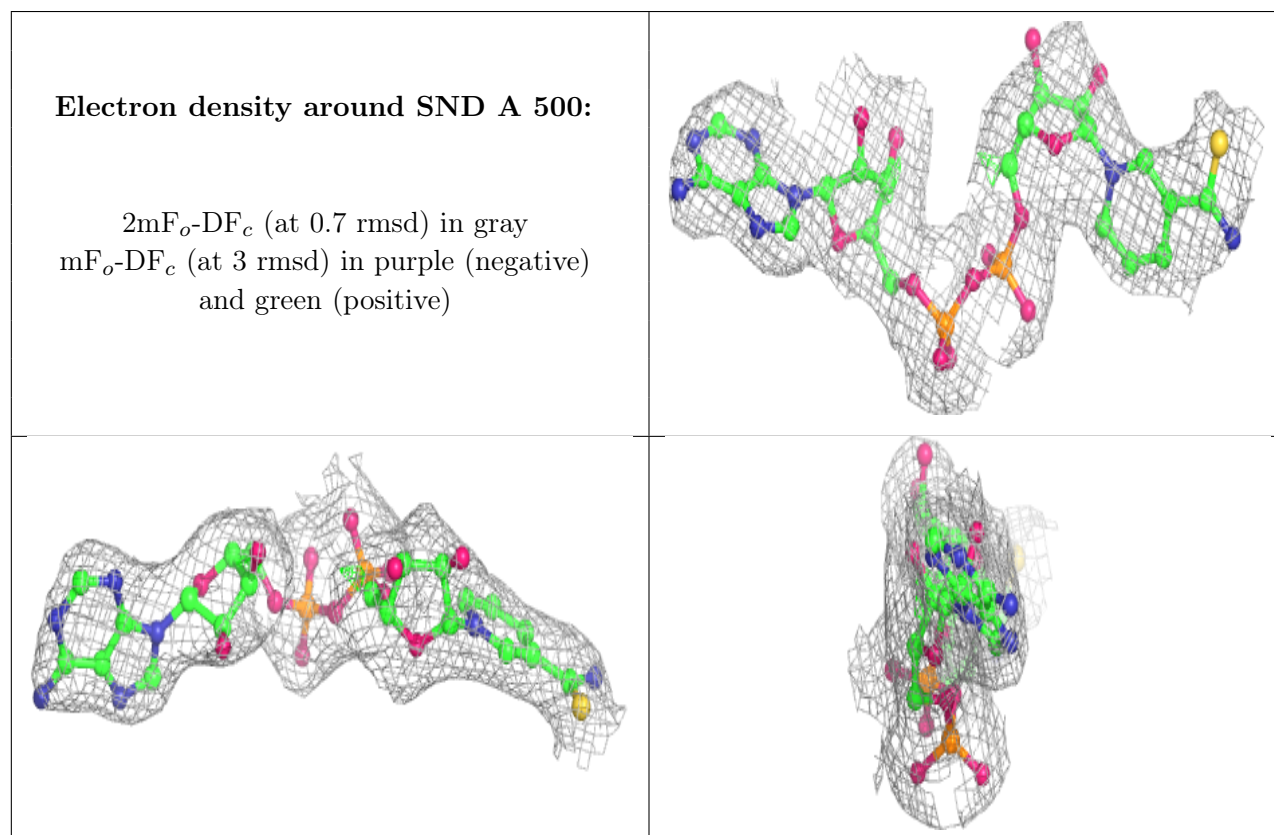 Electron density around SND A 500:
2mFo-DFc (at 0.7 rmsd) in gray
mFo-DFc (at 3 rmsd) in purple (negative)
and green (positive)